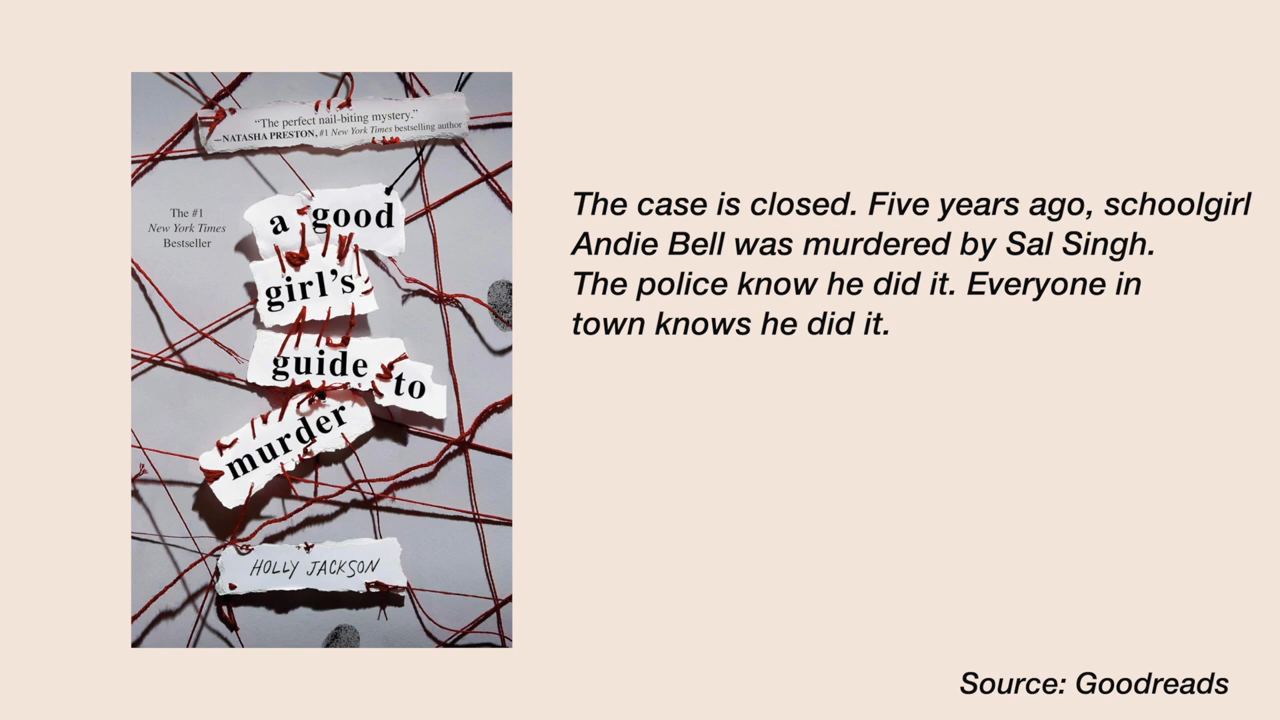 “The perfect nail-biting mystery.”
—NATASHA PRESTON, #1 New York Times bestselling author
The #1
New York Times
Bestseller
a good
girl’s
guide to
murder
HOLLY JACKSON
The case is closed. Five years ago, schoolgirl
Andie Bell was murdered by Sal Singh.
The police know he did it. Everyone in
town knows he did it.
Source: Goodreads